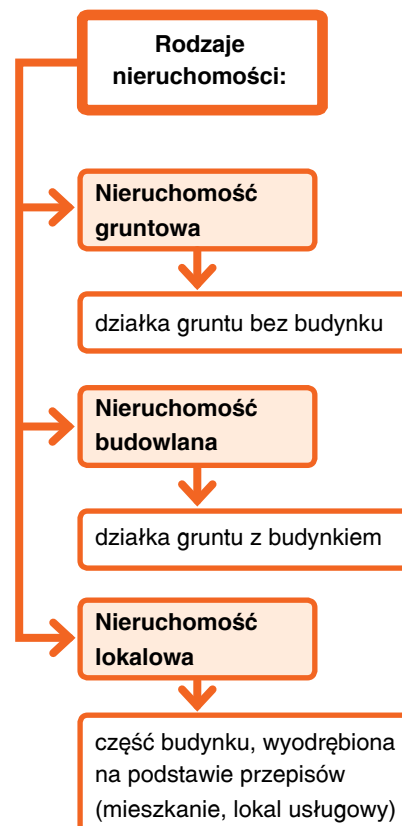 Rodzaje
nieruchomości:
Nieruchomość
gruntowa
działka gruntu bez budynku
Nieruchomość
budowlana
działka gruntu z budynkiem
Nieruchomość
lokalowa
część budynku, wyodrębiona
na podstawie przepisów
(mieszkanie, lokal usługowy)